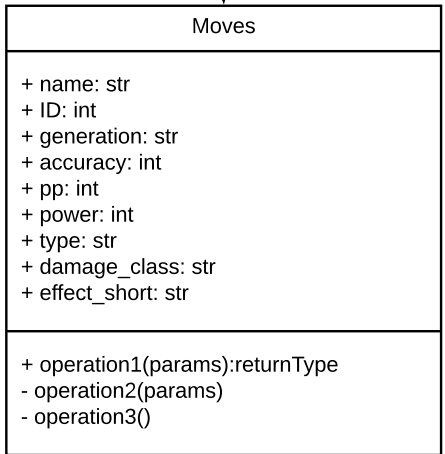 Moves
+ name: str
+ ID: int
+ generation: str
+ accuracy: int
+ pp: int
+ power: int
+ type: str
+ damage_class: str
+ effect_short: str
+ operation1(params):returnType
- operation2(params)
- operation3()